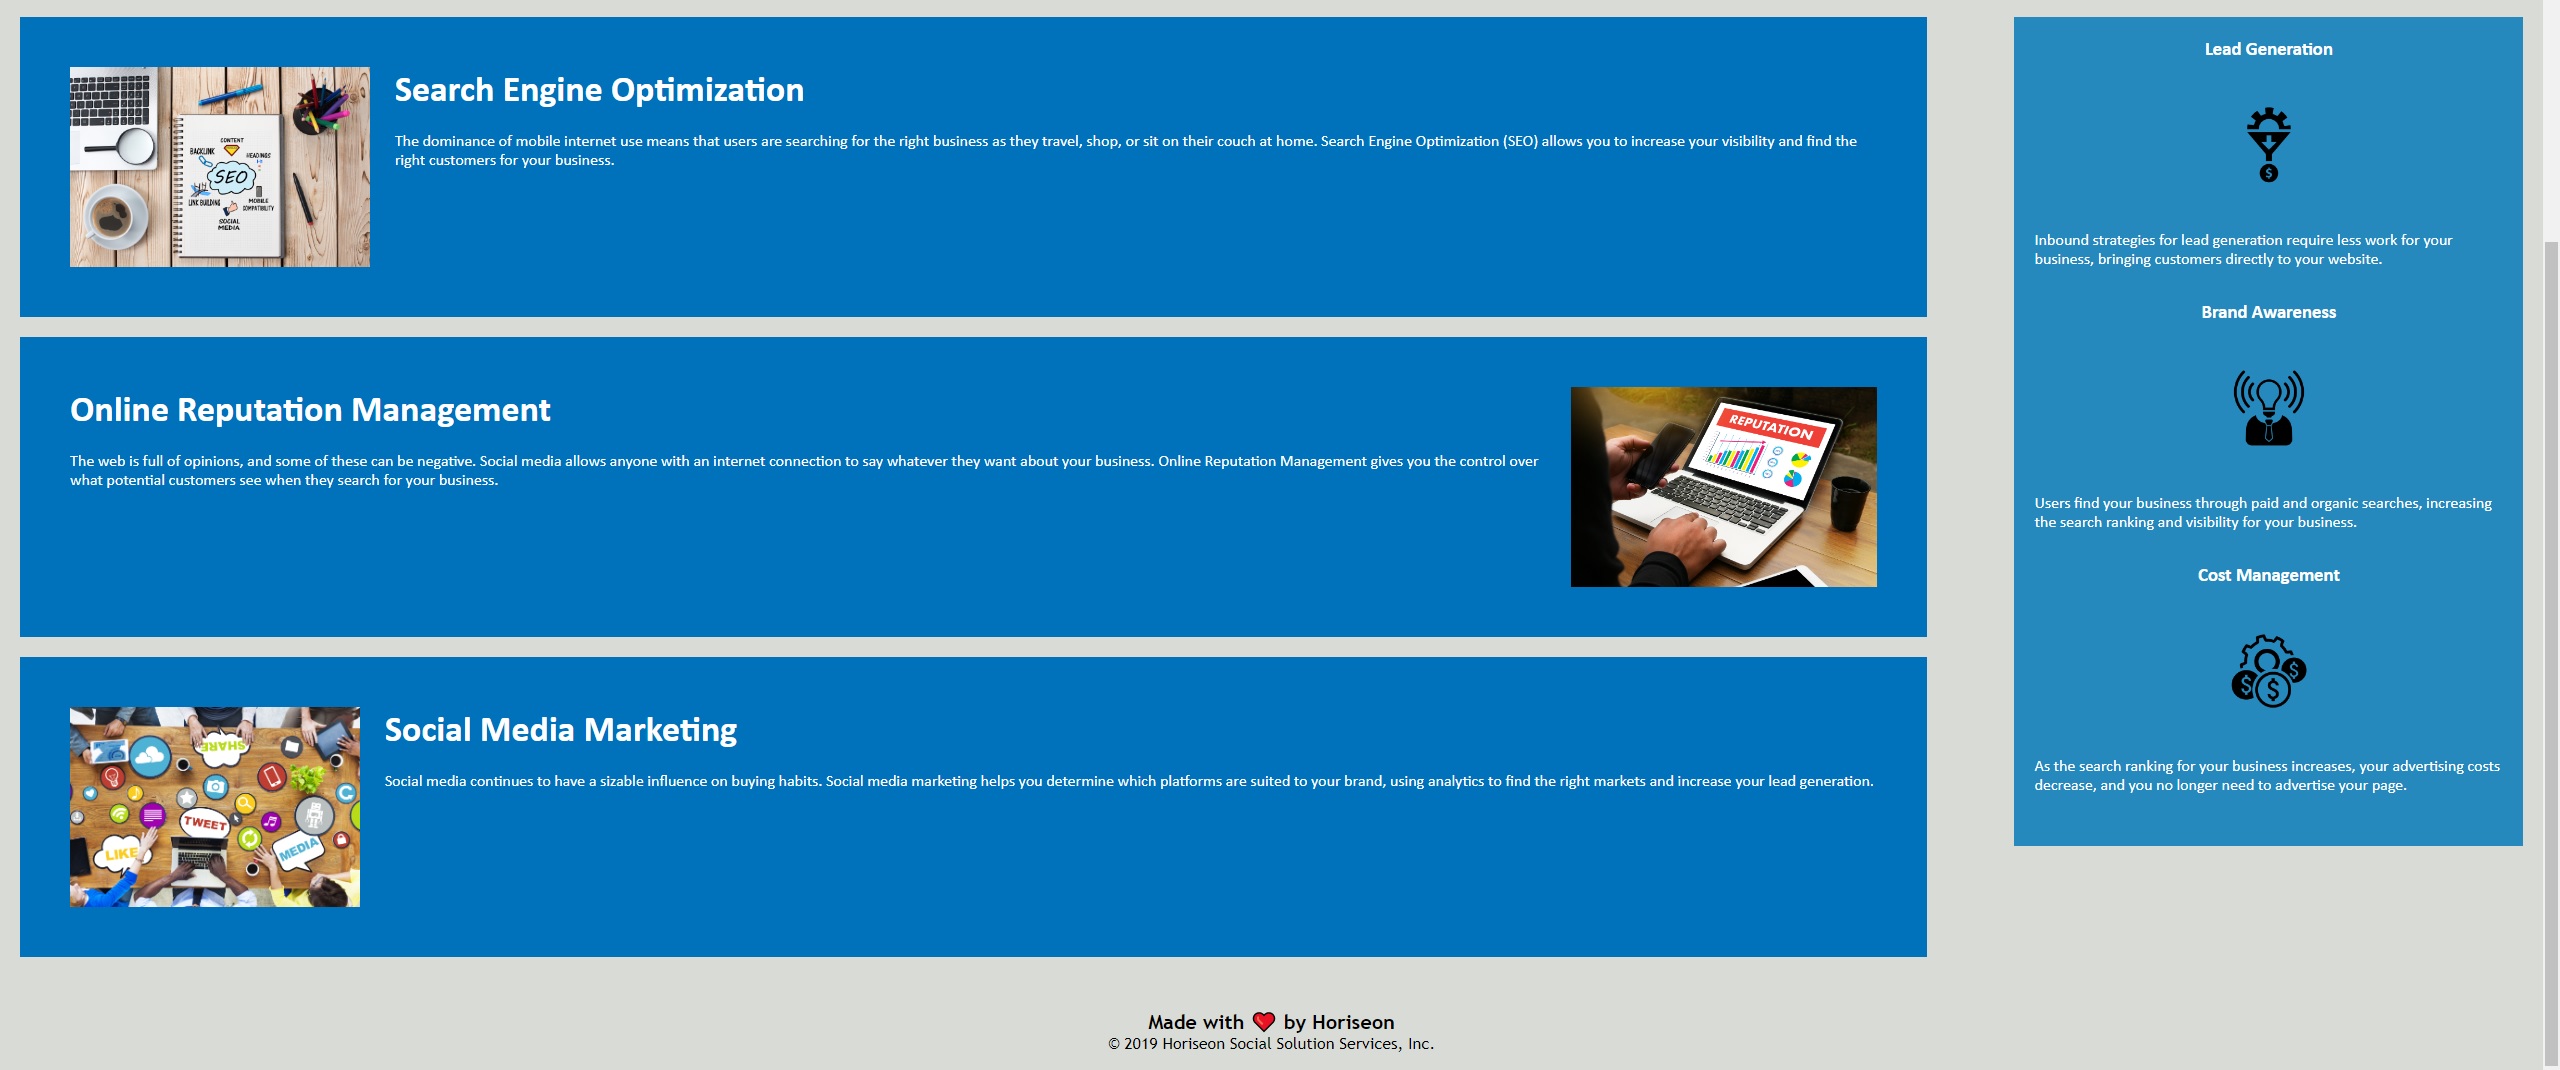 Search Engine Optimization
The dominance of mobile internet use means that users are searching for the right business as they travel, shop, or sit on their couch at home. Search Engine Optimization (SEO) allows you to increase your visibility and find the
right customers for your business.
CONTENT
BACKLINK
HEADINGS
SEO
LINK BUILDING
MOBILE
COMPATIBILITY
SOCIAL
MEDIA
Online Reputation Management
The web is full of opinions, and some of these can be negative. Social media allows anyone with an internet connection to say whatever they want about your business. Online Reputation Management gives you the control over
what potential customers see when they search for your business.
REPUTATION
Social Media Marketing
Social media continues to have a sizable influence on buying habits. Social media marketing helps you determine which platforms are suited to your brand, using analytics to find the right markets and increase your lead generation.
SHARE
TWEET
LIKE
MEDIA
Lead Generation
$
Inbound strategies for lead generation require less work for your
business, bringing customers directly to your website.
Brand Awareness
Users find your business through paid and organic searches, increasing
the search ranking and visibility for your business.
Cost Management
$ $ $
As the search ranking for your business increases, your advertising costs
decrease, and you no longer need to advertise your page.
Made with ❤️ by Horiseon
© 2019 Horiseon Social Solution Services, Inc.